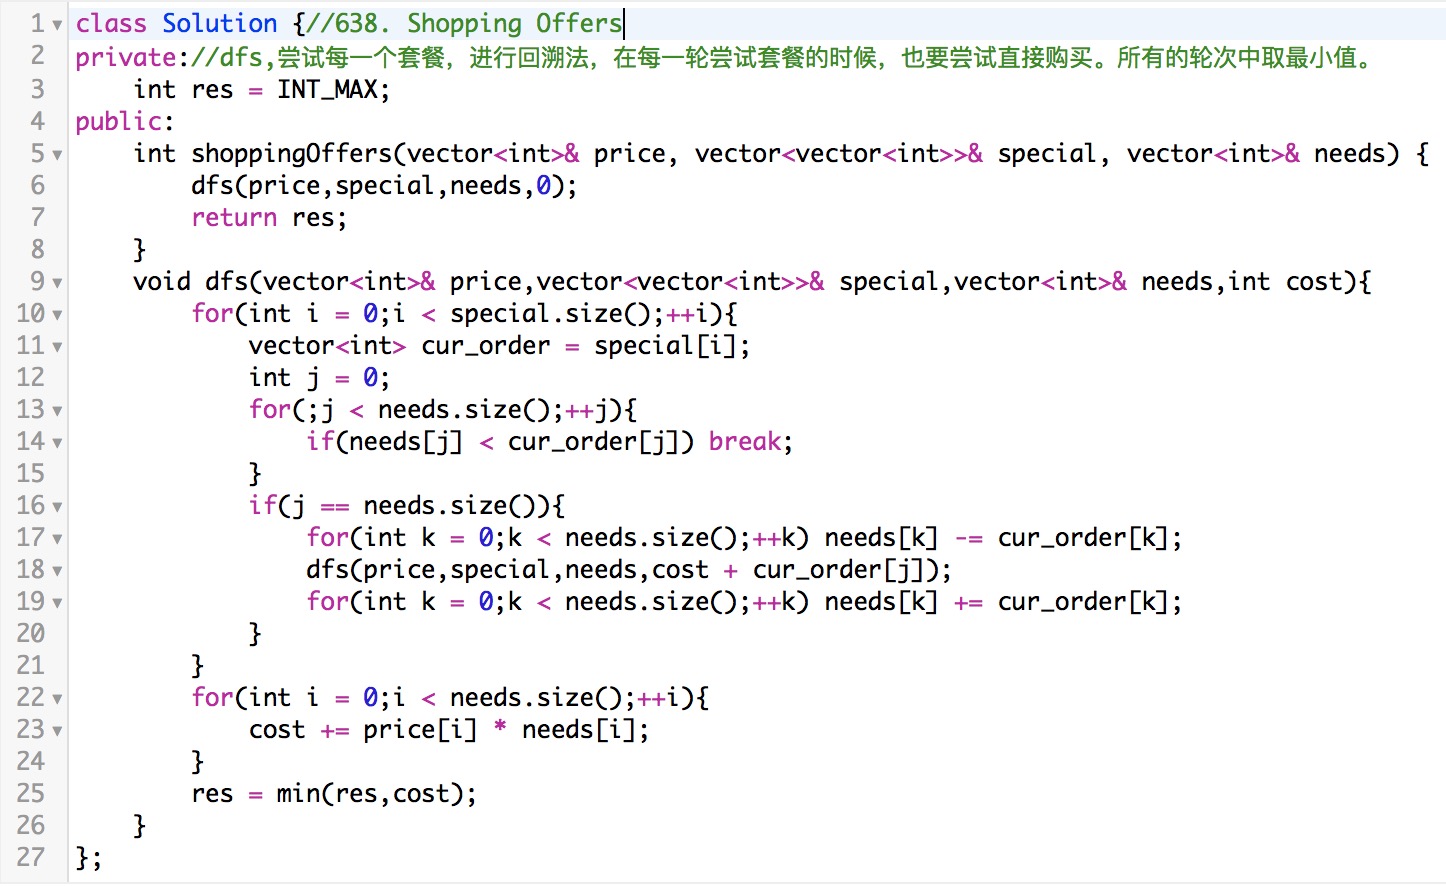 1 class Solution {//638. Shopping Offers
2 private://dfs,尝试每一个套餐，进行回溯法，在每一轮尝试套餐的时候，也要尝试直接购买。所有的轮次中取最小值。
3     int res = INT_MAX;
4 public:
5     int shoppingOffers(vector<int>& price, vector<vector<int>>& special, vector<int>& needs) {
6         dfs(price,special,needs,0);
7         return res;
8     }
9     void dfs(vector<int>& price,vector<vector<int>>& special,vector<int>& needs,int cost){
10         for(int i = 0;i < special.size();++i){
11             vector<int> cur_order = special[i];
12             int j = 0;
13             for(;j < needs.size();++j){
14                 if(needs[j] < cur_order[j]) break;
15             }
16             if(j == needs.size()){
17                 for(int k = 0;k < needs.size();++k) needs[k] -= cur_order[k];
18                 dfs(price,special,needs,cost + cur_order[j]);
19                 for(int k = 0;k < needs.size();++k) needs[k] += cur_order[k];
20             }
21         }
22         for(int i = 0;i < needs.size();++i){
23             cost += price[i] * needs[i];
24         }
25         res = min(res,cost);
26     }
27 };